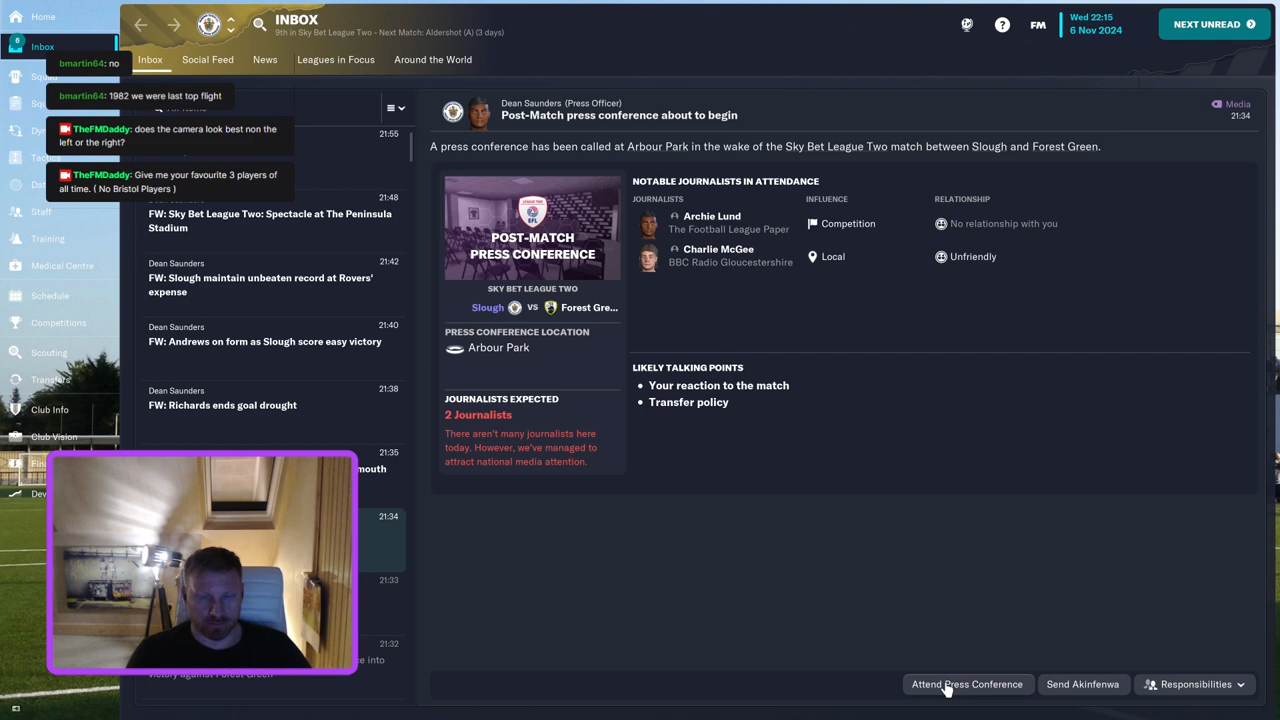 Home
INBOX
9th in Sky Bet League Two - Next Match: Aldershot (A) (3 days)
FM
Wed 22:15
6 Nov 2024
NEXT UNREAD
6
Inbox
Inbox
Social Feed
News
Leagues in Focus
Around the World
bmartin64: no
bmartin64: 1982 we were last top flight
TheFMDaddy: does the camera look best non the
left or the right?
TheFMDaddy: Give me your favourite 3 players of
all time. ( No Bristol Players )
Staff
Training
Medical Centre
Schedule
Competitions
Scouting
Transfers
Club Info
Club Vision
21:55
21:48
FW: Sky Bet League Two: Spectacle at The Peninsula
Stadium
Dean Saunders
21:42
FW: Slough maintain unbeaten record at Rovers'
expense
Dean Saunders
21:40
FW: Andrews on form as Slough score easy victory
Dean Saunders
21:38
FW: Richards ends goal drought
21:35
mouth
21:34
21:33
21:32
Dean Saunders (Press Officer)
Post-Match press conference about to begin
Media
21:34
A press conference has been called at Arbour Park in the wake of the Sky Bet League Two match between Slough and Forest Green.
LEAGUE TWO
EFL
POST-MATCH
PRESS CONFERENCE
SKY BET LEAGUE TWO
Slough VS Forest Gre...
PRESS CONFERENCE LOCATION
Arbour Park
JOURNALISTS EXPECTED
2 Journalists
There aren't many journalists here
today. However, we've managed to
attract national media attention.
NOTABLE JOURNALISTS IN ATTENDANCE
JOURNALISTS
INFLUENCE
RELATIONSHIP
Archie Lund
The Football League Paper
Competition
No relationship with you
Charlie McGee
BBC Radio Gloucestershire
Local
Unfriendly
LIKELY TALKING POINTS
• Your reaction to the match
• Transfer policy
Attend Press Conference
Send Akinfenwa
Responsibilities